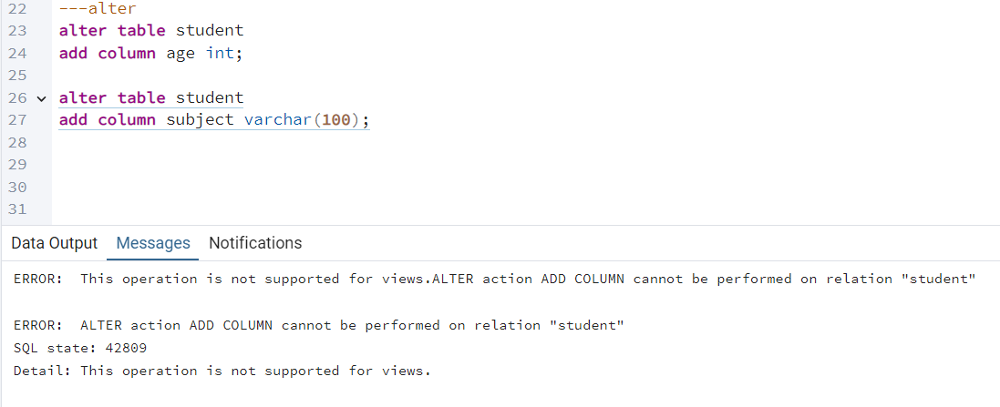 22 ---alter
23 alter table student
24 add column age int;
25
26 alter table student
27 add column subject varchar(100);
28
29
30
31
Data Output Messages Notifications
ERROR:  This operation is not supported for views.ALTER action ADD COLUMN cannot be performed on relation "student"
ERROR:  ALTER action ADD COLUMN cannot be performed on relation "student"
SQL state: 42809
Detail: This operation is not supported for views.